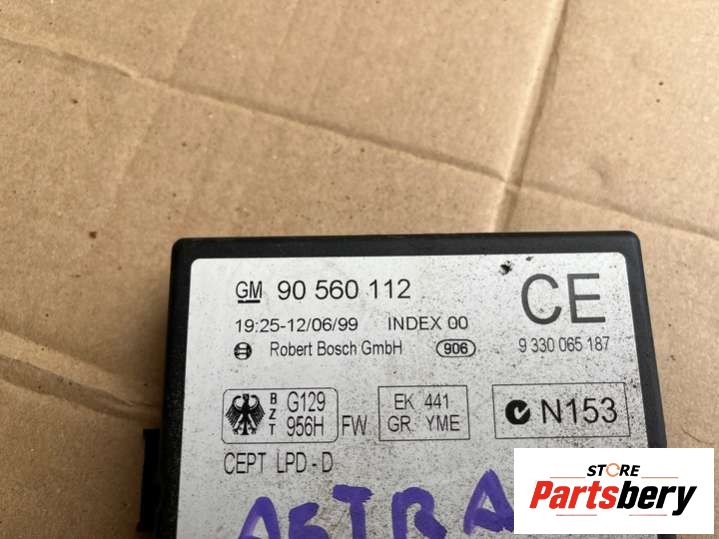 GM 90 560 112
CE
19:25-12/06/99 INDEX 00
Robert Bosch GmbH 906 9 330 065 187
BZT G129 956H FW
EK 441
GR YME
N153
CEPT LPD - D
ASTRA
STORE
Partsbery